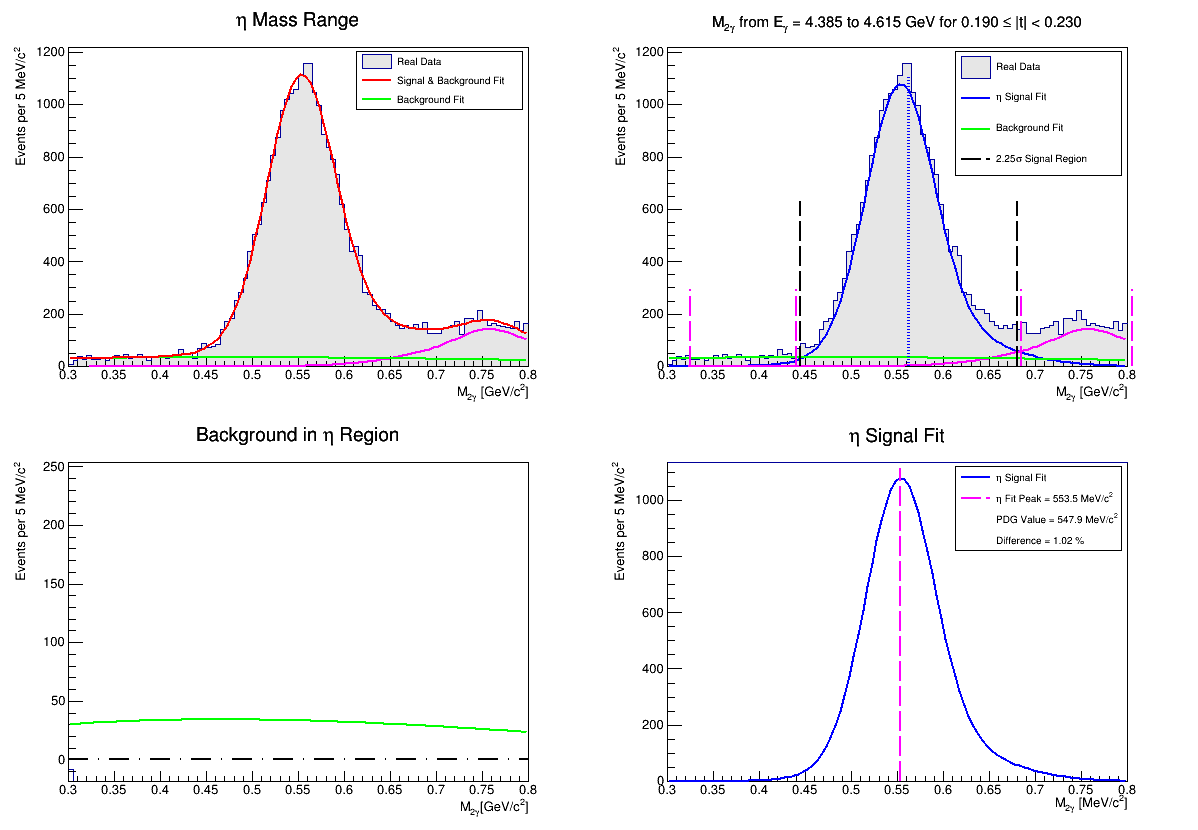 η Mass Range
Events per 5 MeV/c²
1200
1000
800
600
400
200
0
0.3 0.35 0.4 0.45 0.5 0.55 0.6 0.65 0.7 0.75 0.8
M₂γ [GeV/c²]
Real Data
Signal & Background Fit
Background Fit
M₂γ from Eγ = 4.385 to 4.615 GeV for 0.190 ≤ |t| < 0.230
Events per 5 MeV/c²
1200
1000
800
600
400
200
0
0.3 0.35 0.4 0.45 0.5 0.55 0.6 0.65 0.7 0.75 0.8
M₂γ [GeV/c²]
Real Data
η Signal Fit
Background Fit
2.25σ Signal Region
Background in η Region
Events per 5 MeV/c²
250
200
150
100
50
0
0.3 0.35 0.4 0.45 0.5 0.55 0.6 0.65 0.7 0.75 0.8
M₂γ[GeV/c²]
η Signal Fit
Events per 5 MeV/c²
1000
800
600
400
200
0
0.3 0.35 0.4 0.45 0.5 0.55 0.6 0.65 0.7 0.75 0.8
M₂γ [MeV/c²]
η Signal Fit
η Fit Peak = 553.5 MeV/c²
PDG Value = 547.9 MeV/c²
Difference = 1.02 %